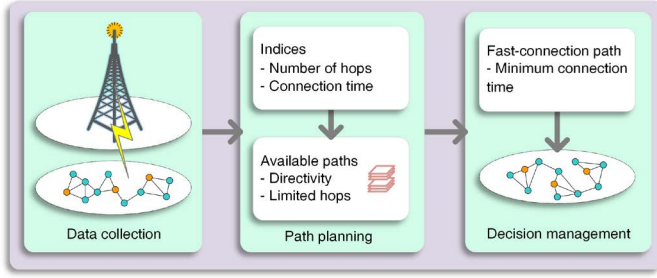 Data collection
Indices
- Number of hops
- Connection time
Available paths
- Directivity
- Limited hops
Path planning
Fast-connection path
- Minimum connection
time
Decision management